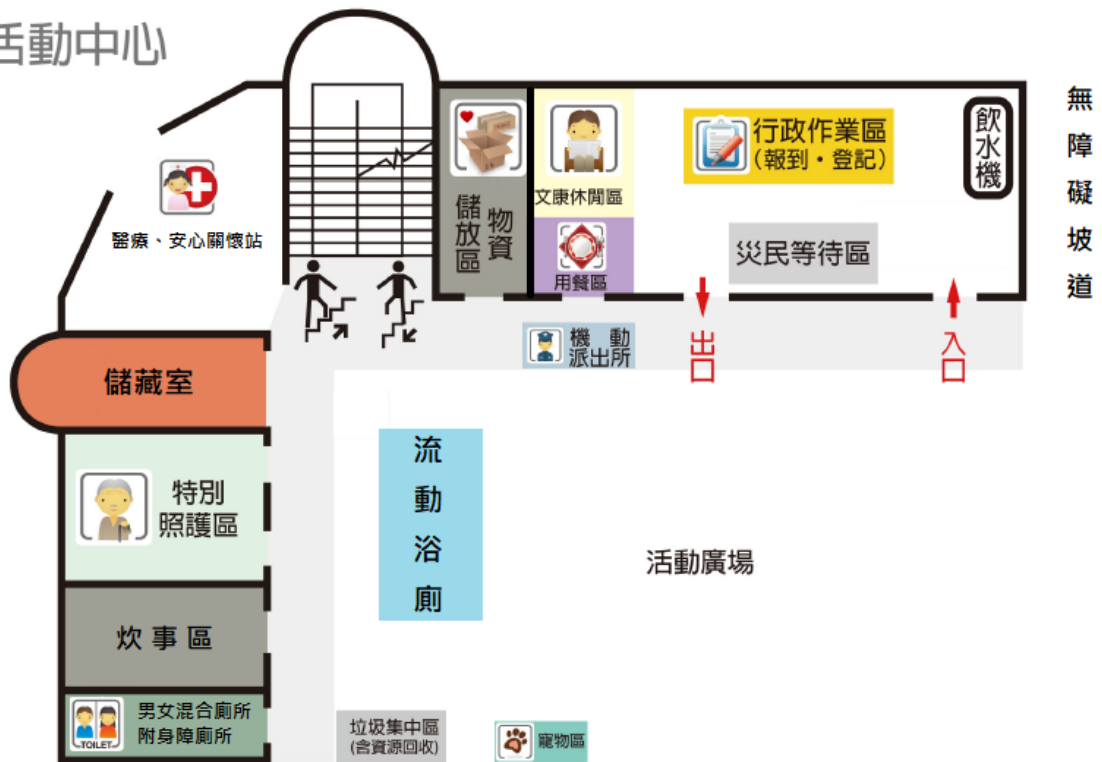 活動中心
無障礙坡道
飲水機
行政作業區
(報到・登記)
文康休閒區
物資
儲放區
災民等待區
用餐區
醫療、安心關懷站
機動
派出所
出口
入口
儲藏室
特別
照護區
流動浴廁
活動廣場
炊事區
男女混合廁所
附身障廁所
TOILET
垃圾集中區
(含資源回收)
寵物區